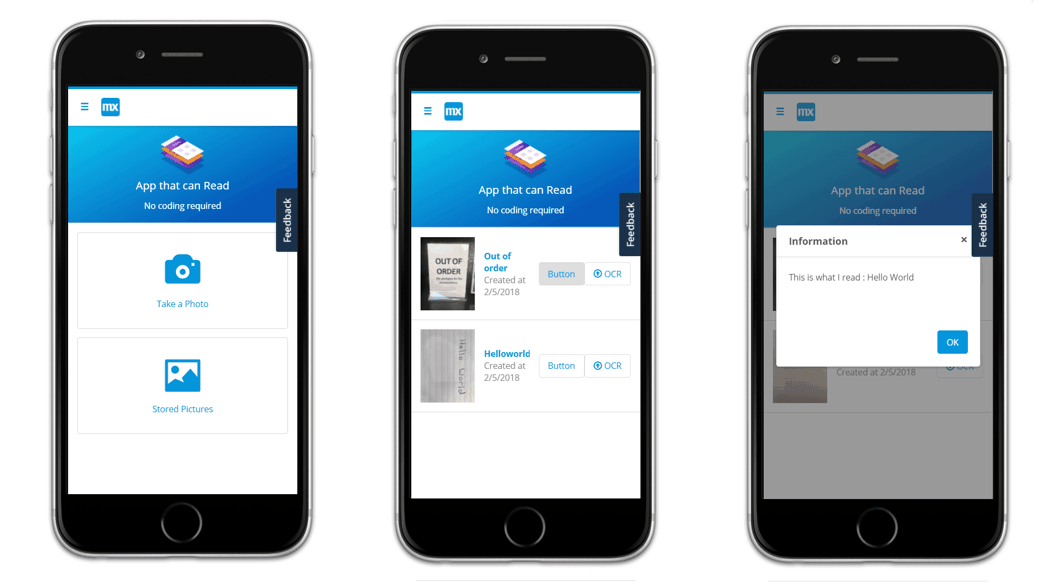 mx
App that can Read
No coding required
Feedback
Take a Photo
Stored Pictures
mx
App that can Read
No coding required
Feedback
OUT OF
ORDER
Out of
order
Created at
2/5/2018
Button
OCR
Hello World
Helloworld
Created at
2/5/2018
Button
OCR
mx
App that can Read
No coding required
Feedback
Information
×
This is what I read : Hello World
OK
Created at 2/5/2018
OCR